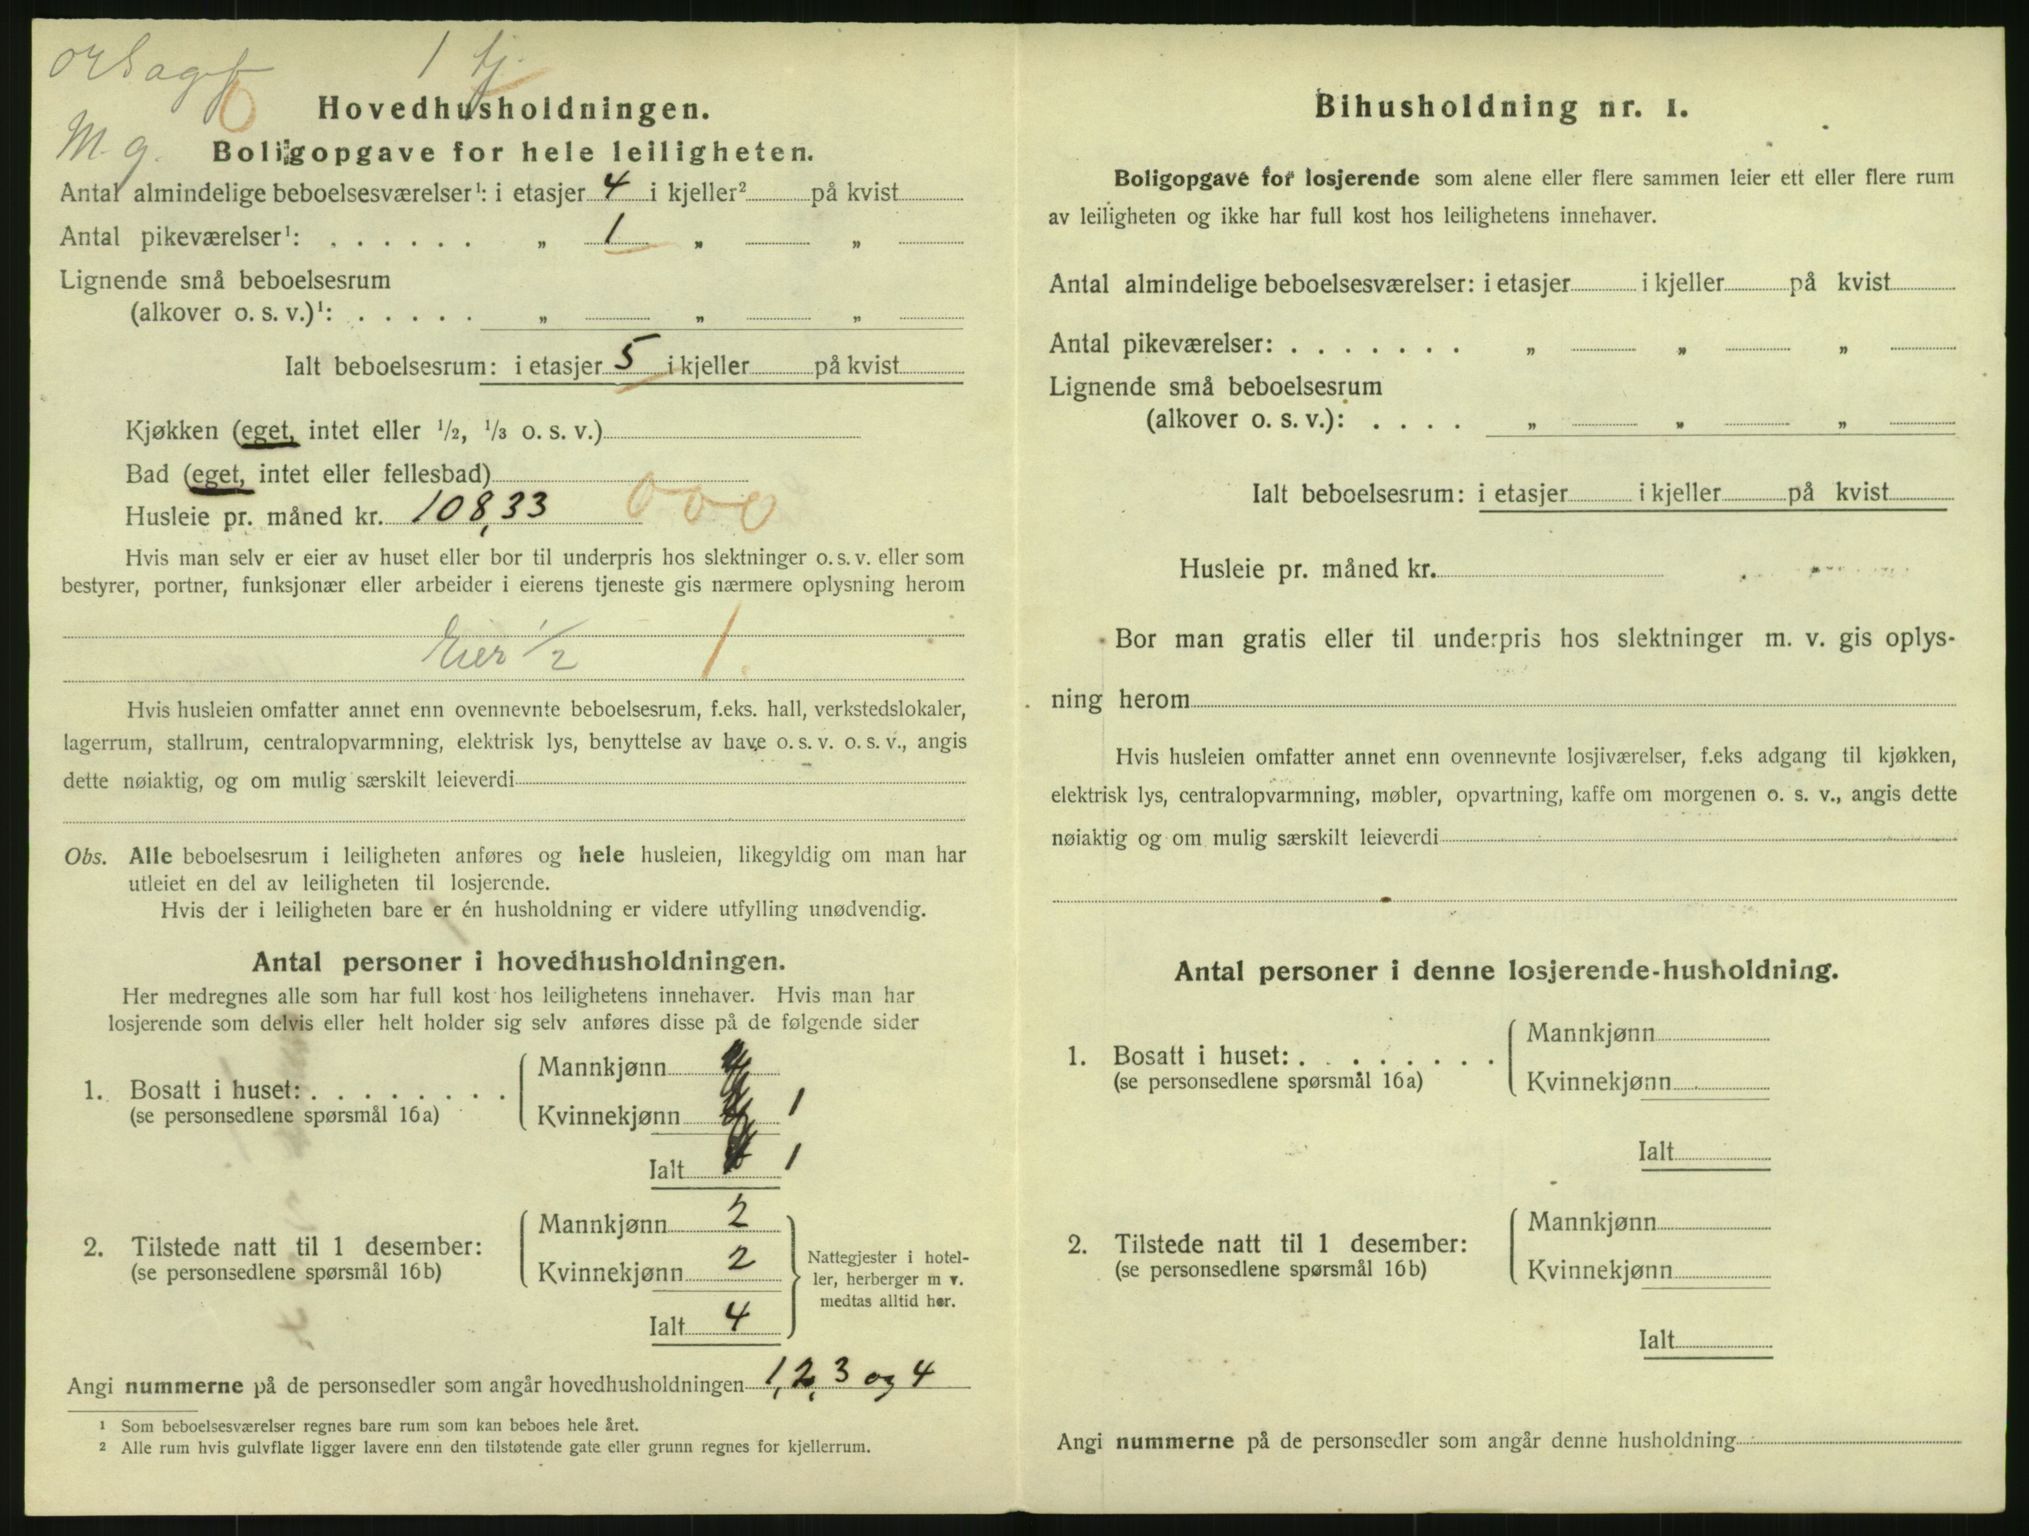 1 tj.
Hovedhusholdningen.
M. g.
Boligopgave for hele leiligheten.
Antal almindelige beboelsesværelser¹: i etasjer 4 i kjeller² på kvist
Antal pikeværelser¹: . . . . . . „ 1 „ „
Lignende små beboelsesrum
(alkover o. s. v.)¹: . . . . . „ „ „
Ialt beboelsesrum: i etasjer 5 i kjeller på kvist
Kjøkken (eget, intet eller ¹/2, ¹/3 o. s. v.)
Bad (eget, intet eller fellesbad)
Husleie pr. måned kr. 108,33 000
Hvis man selv er eier av huset eller bor til underpris hos slektninger o. s. v. eller som
bestyrer, portner, funksjonær eller arbeider i eierens tjeneste gis nærmere oplysning herom
Eier 1/2 1.
Hvis husleien omfatter annet enn ovennevnte beboelsesrum, f.eks. hall, verkstedslokaler,
lagerrum, stallrum, centralopvarmning, elektrisk lys, benyttelse av have o. s. v. o. s. v., angis
dette nøiaktig, og om mulig særskilt leieverdi
Obs. Alle beboelsesrum i leiligheten anføres og hele husleien, likegyldig om man har
utleiet en del av leiligheten til losjerende.
Hvis der i leiligheten bare er én husholdning er videre utfylling unødvendig.
Antal personer i hovedhusholdningen.
Her medregnes alle som har full kost hos leilighetens innehaver. Hvis man har
losjerende som delvis eller helt holder sig selv anføres disse på de følgende sider
Mannkjønn
1. Bosatt i huset: . . . . . . . .
(se personsedlene spørsmål 16a)
Kvinnekjønn 1
Ialt 1
Mannkjønn 2
2. Tilstede natt til 1 desember:
(se personsedlene spørsmål 16b)
Kvinnekjønn 2
Ialt 4
Nattegjester i hotel-
ler, herberger m v.
medtas alltid her.
Angi nummerne på de personsedler som angår hovedhusholdningen 1, 2, 3 og 4
¹ Som beboelsesværelser regnes bare rum som kan beboes hele året.
² Alle rum hvis gulvflate ligger lavere enn den tilstøtende gate eller grunn regnes for kjellerrum.
Bihusholdning nr. 1.
Boligopgave for losjerende som alene eller flere sammen leier ett eller flere rum
av leiligheten og ikke har full kost hos leilighetens innehaver.
Antal almindelige beboelsesværelser: i etasjer i kjeller på kvist
Antal pikeværelser: . . . . . . . „ „ „
Lignende små beboelsesrum
(alkover o. s. v.): . . . . „ „ „
Ialt beboelsesrum: i etasjer i kjeller på kvist
Husleie pr. måned kr.
Bor man gratis eller til underpris hos slektninger m. v. gis oplys-
ning herom
Hvis husleien omfatter annet enn ovennevnte losjiværelser, f.eks adgang til kjøkken,
elektrisk lys, centralopvarmning, møbler, opvartning, kaffe om morgenen o. s. v., angis dette
nøiaktig og om mulig særskilt leieverdi
Antal personer i denne losjerende-husholdning.
Mannkjønn
1. Bosatt i huset: . . . . . . . .
(se personsedlene spørsmål 16a)
Kvinnekjønn
Ialt
Mannkjønn
2. Tilstede natt til 1 desember:
(se personsedlene spørsmål 16b)
Kvinnekjønn
Ialt
Angi nummerne på de personsedler som angår denne husholdning